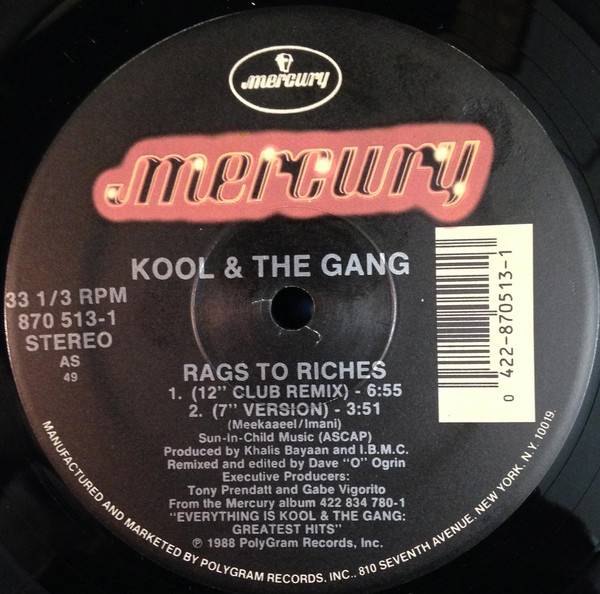 mercury
mercury
KOOL & THE GANG
33 1/3 RPM
870 513-1
STEREO
AS
49
0 422-870513-1
RAGS TO RICHES
1. (12" CLUB REMIX) - 6:55
2. (7" VERSION) - 3:51
(Meekaaeel/Imani)
Sun-In-Child Music (ASCAP)
Produced by Khalis Bayaan and I.B.M.C.
Remixed and edited by Dave "O" Ogrin
Executive Producers:
Tony Prendatt and Gabe Vigorito
From the Mercury album 422 834 780-1
"EVERYTHING IS KOOL & THE GANG:
GREATEST HITS"
℗ 1988 PolyGram Records, Inc.
MANUFACTURED AND MARKETED BY POLYGRAM RECORDS, INC., 810 SEVENTH AVENUE, NEW YORK, N.Y. 10019.